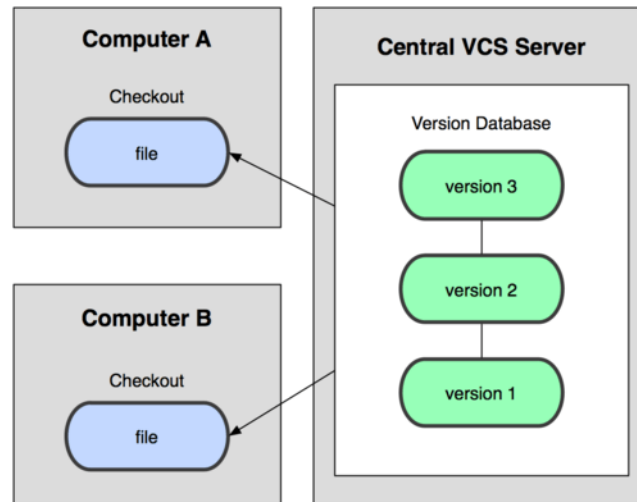 Computer A
Checkout
file
Computer B
Checkout
file
Central VCS Server
Version Database
version 3
version 2
version 1